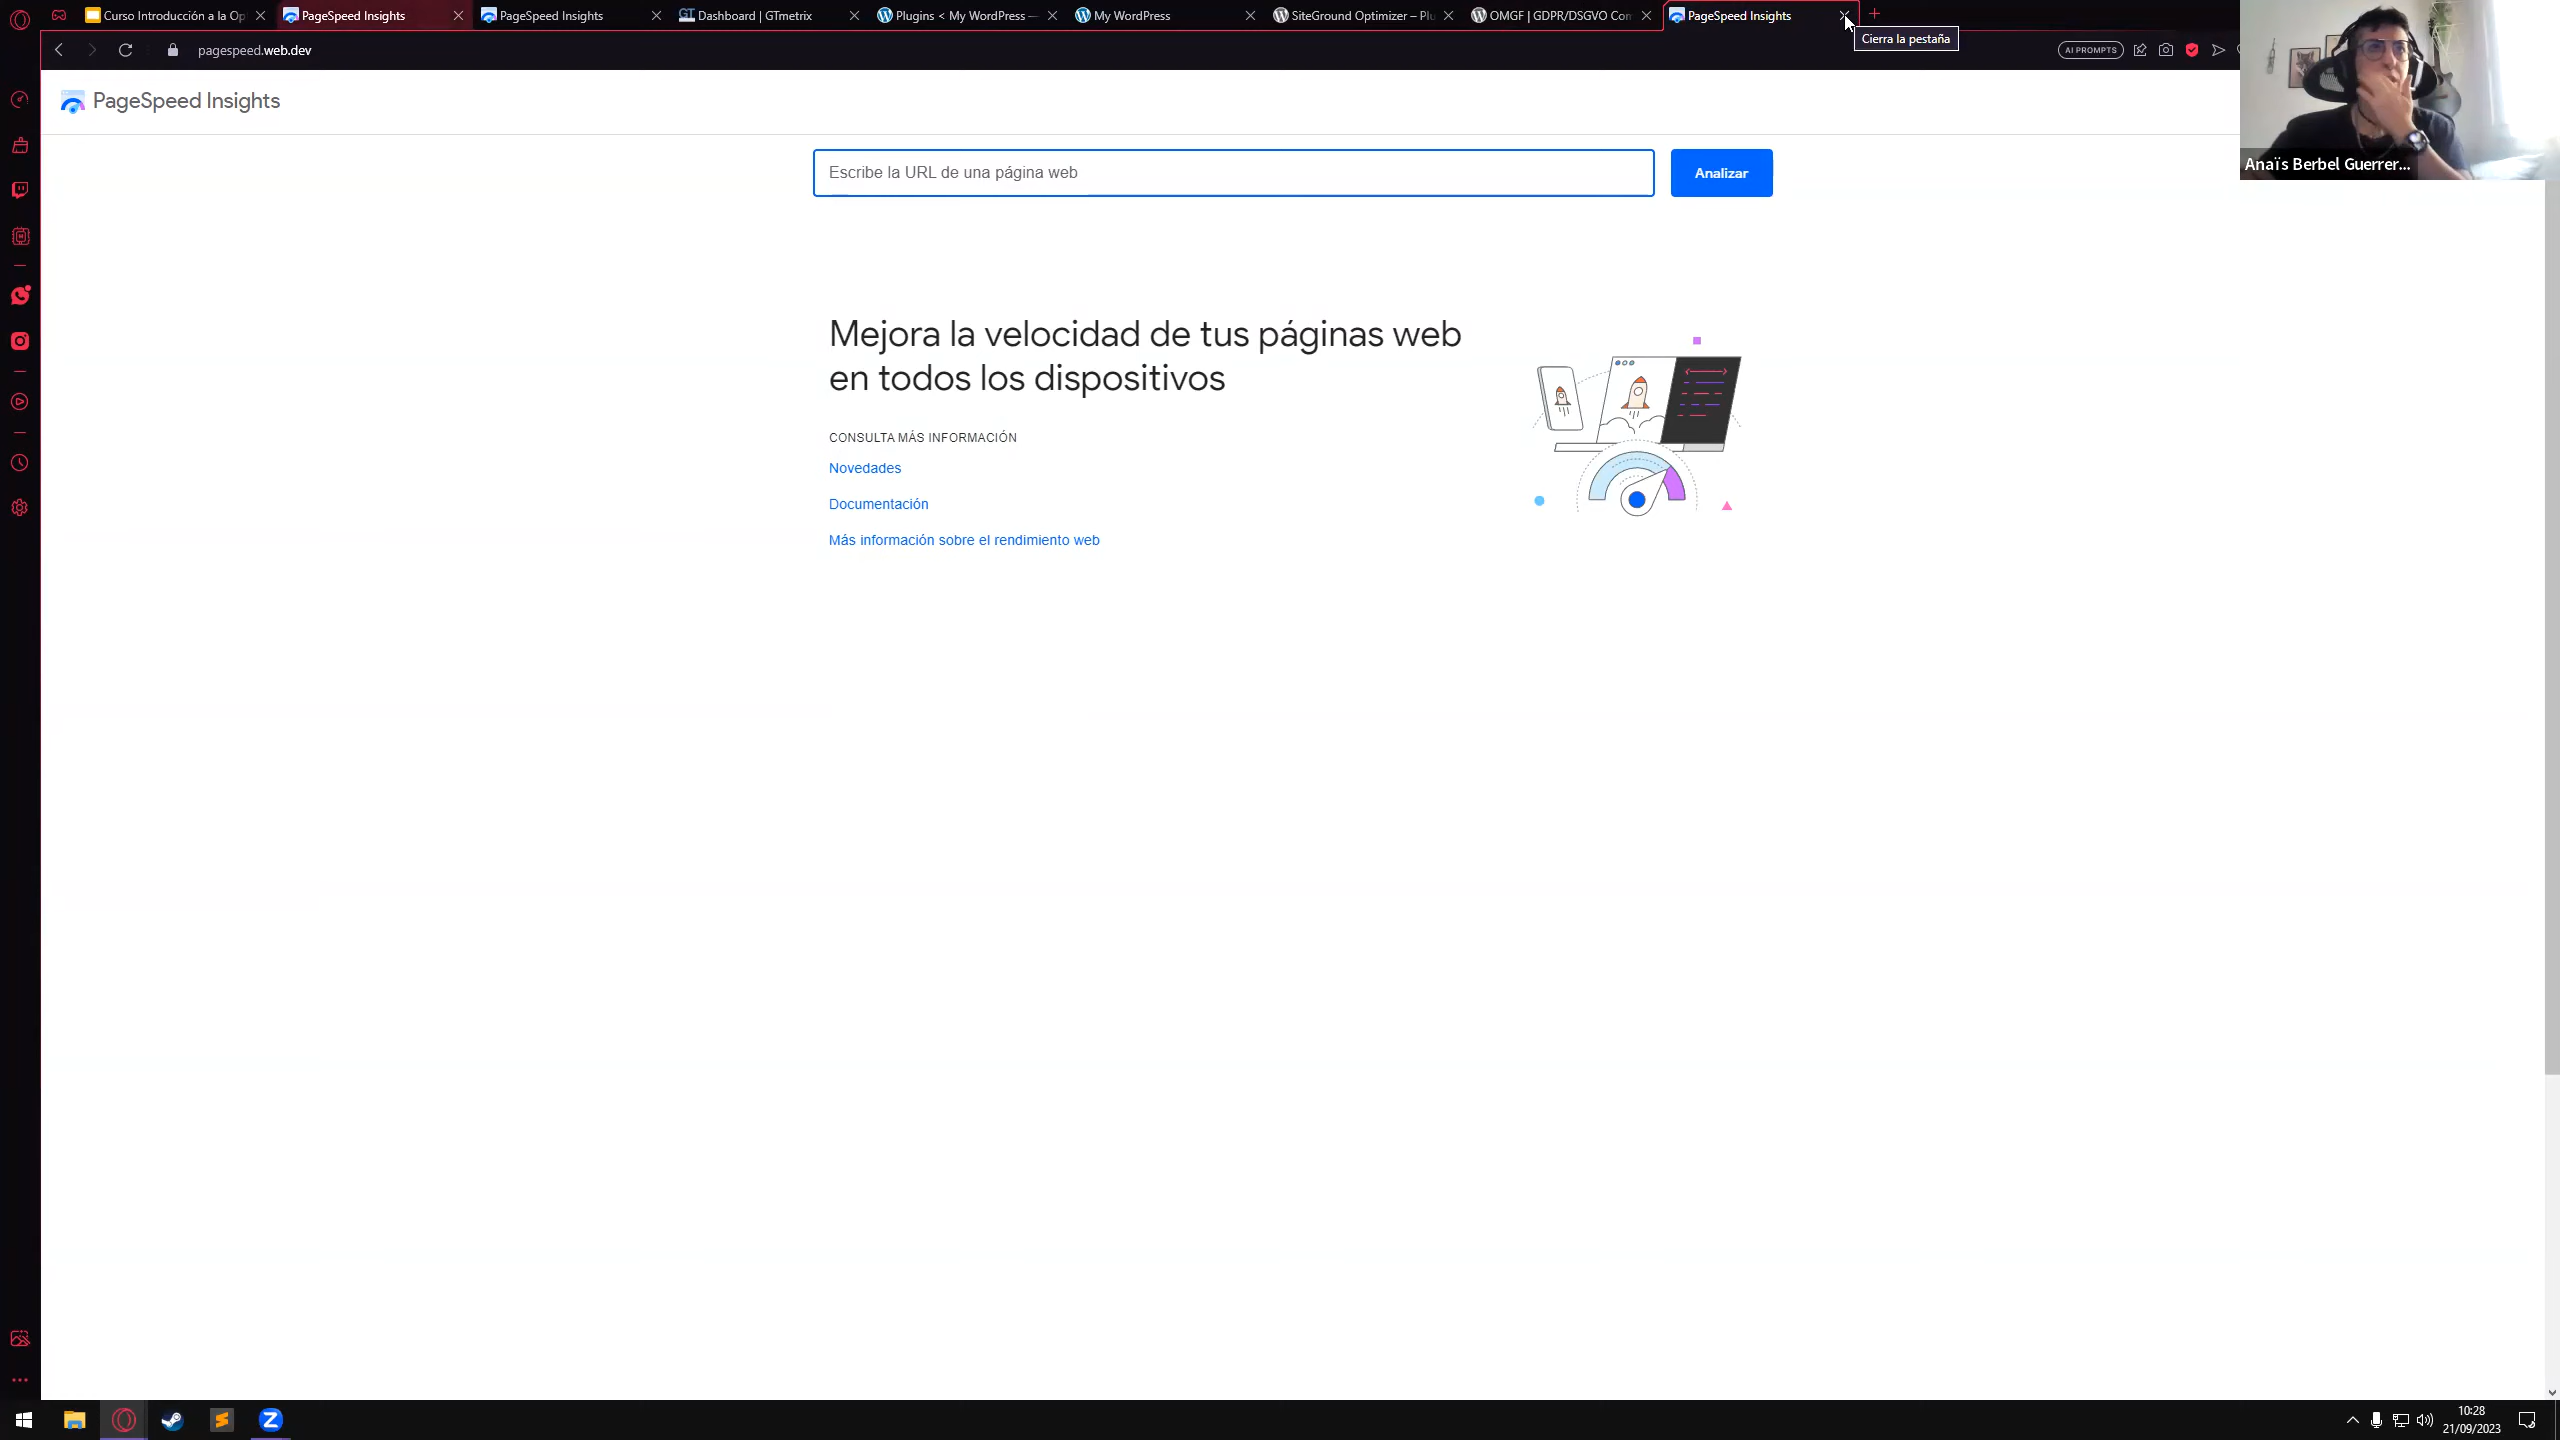 Curso Introducción a la Op
PageSpeed Insights
PageSpeed Insights
Dashboard | GTmetrix
Plugins < My WordPress —
My WordPress
SiteGround Optimizer – Plu
OMGF | GDPR/DSGVO Com
PageSpeed Insights
Cierra la pestaña
pagespeed.web.dev
AI PROMPTS
PageSpeed Insights
Anaïs Berbel Guerrer...
Escribe la URL de una página web
Analizar
Mejora la velocidad de tus páginas web
en todos los dispositivos
CONSULTA MÁS INFORMACIÓN
Novedades
Documentación
Más información sobre el rendimiento web
10:28
21/09/2023